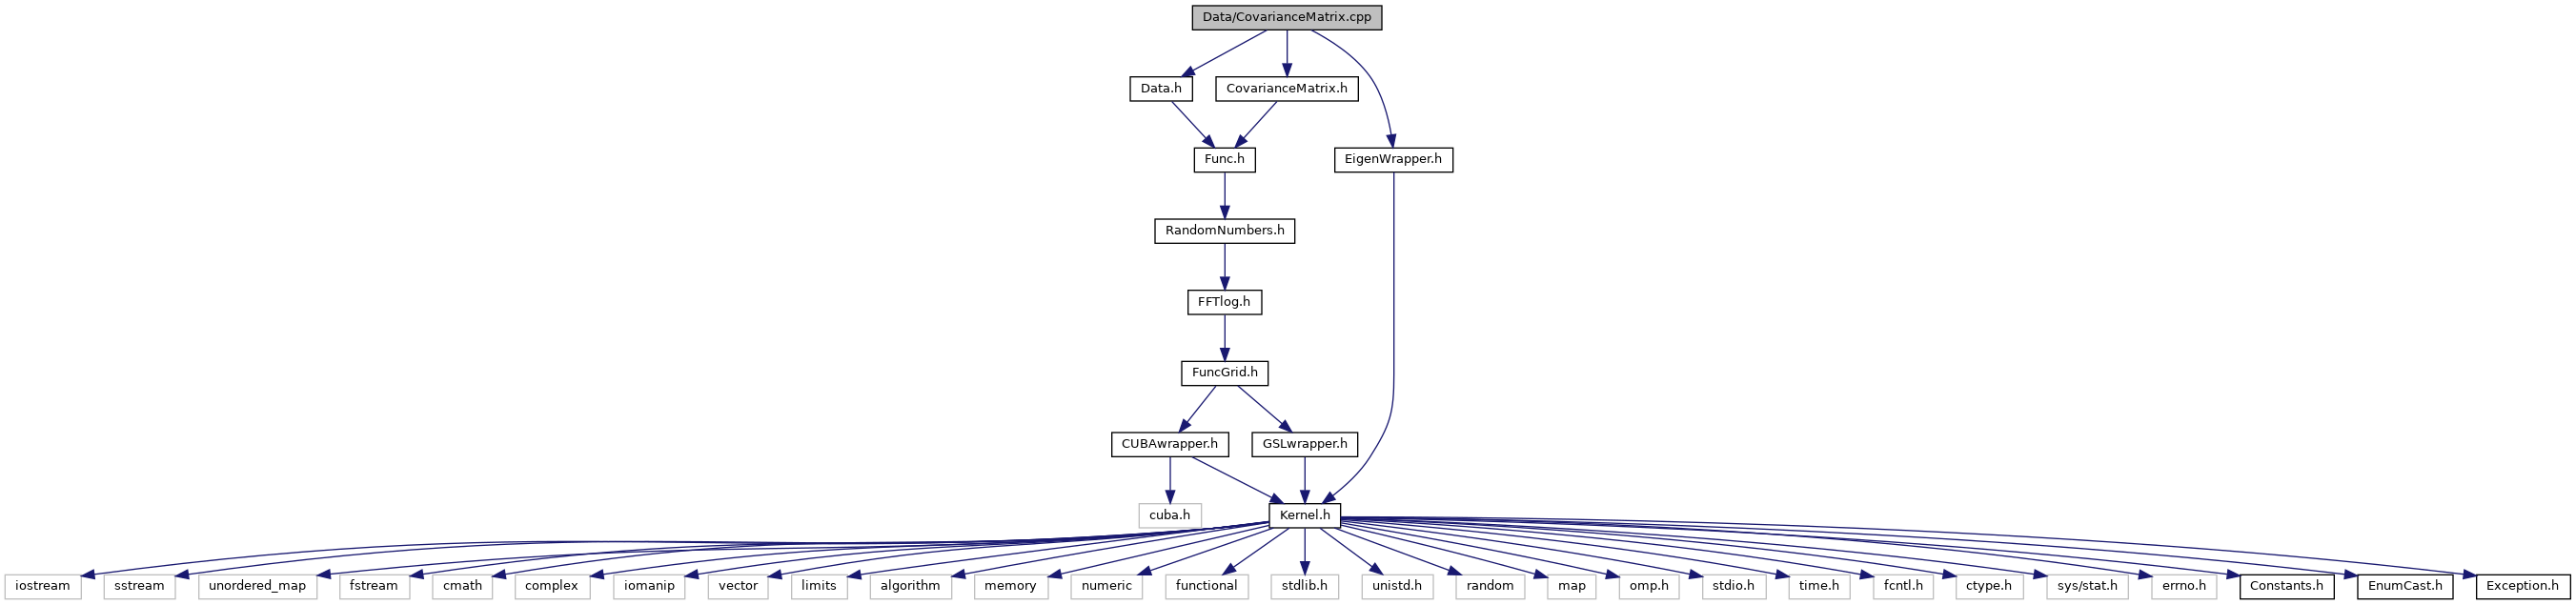 Data/CovarianceMatrix.cpp
Data.h
CovarianceMatrix.h
Func.h
EigenWrapper.h
RandomNumbers.h
FFTlog.h
FuncGrid.h
CUBAwrapper.h
GSLwrapper.h
cuba.h
Kernel.h
iostream
sstream
unordered_map
fstream
cmath
complex
iomanip
vector
limits
algorithm
memory
numeric
functional
stdlib.h
unistd.h
random
map
omp.h
stdio.h
time.h
fcntl.h
ctype.h
sys/stat.h
errno.h
Constants.h
EnumCast.h
Exception.h